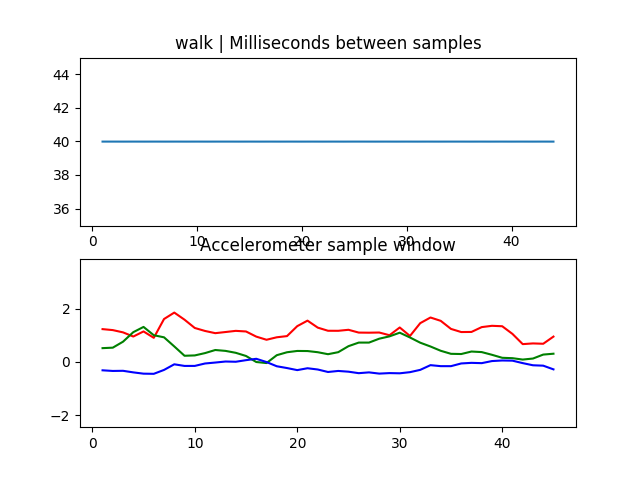 walk | Milliseconds between samples
44
42
40
38
36
0 10 20 30 40
Accelerometer sample window
2
0
−2
0 10 20 30 40